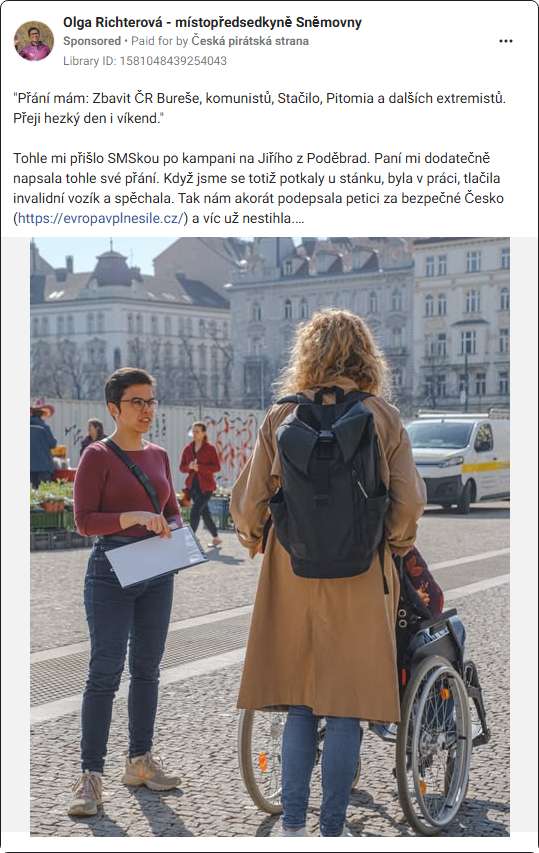 Olga Richterová - místopředsedkyně Sněmovny
Sponsored • Paid for by Česká pirátská strana
Library ID: 1581048439254043
"Přání mám: Zbavit ČR Bureše, komunistů, Stačilo, Pitomia a dalších extremistů.
Přeji hezký den i víkend."
Tohle mi přišlo SMSkou po kampani na Jiřího z Poděbrad. Paní mi dodatečně
napsala tohle své přání. Když jsme se totiž potkaly u stánku, byla v práci, tlačila
invalidní vozík a spěchala. Tak nám akorát podepsala petici za bezpečné Česko
(https://evropavplnesile.cz/) a víc už nestihla....